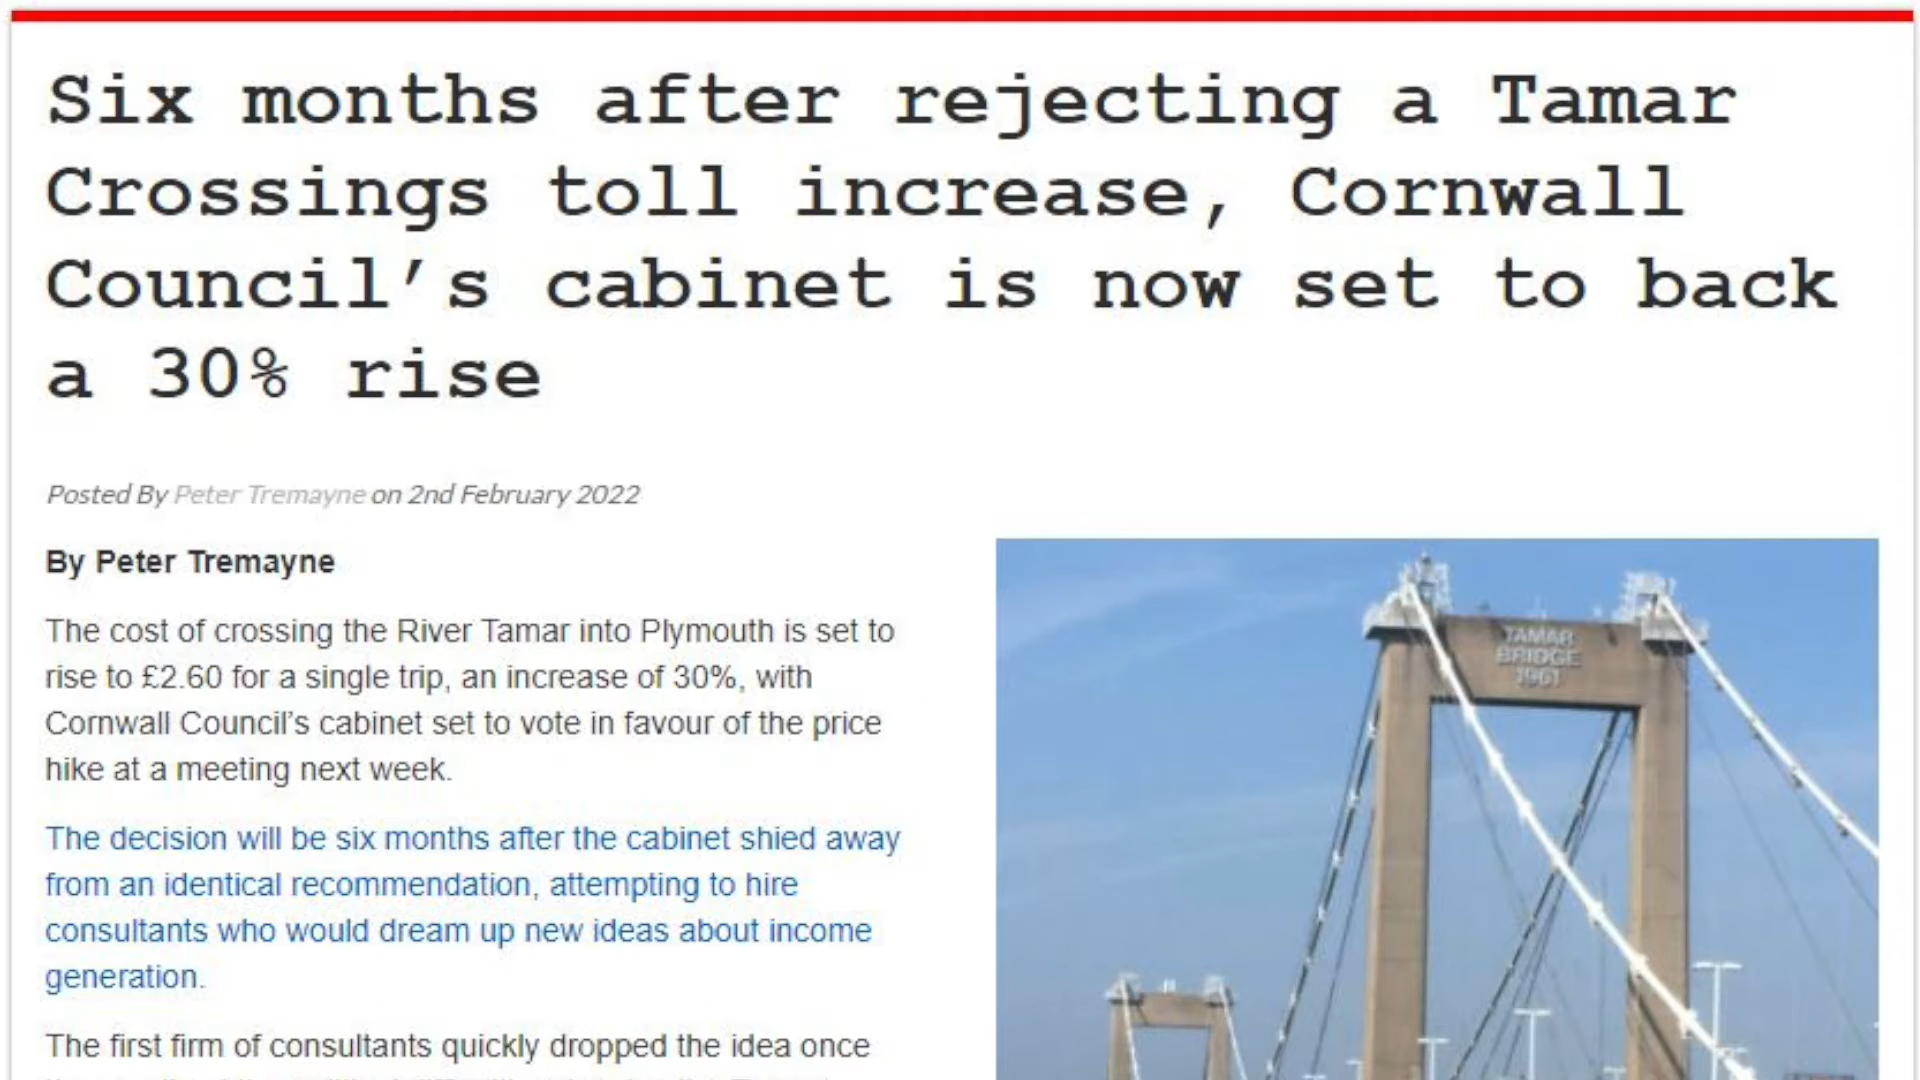 Six months after rejecting a Tamar
Crossings toll increase, Cornwall
Council’s cabinet is now set to back
a 30% rise
Posted By Peter Tremayne on 2nd February 2022
By Peter Tremayne
The cost of crossing the River Tamar into Plymouth is set to
rise to £2.60 for a single trip, an increase of 30%, with
Cornwall Council’s cabinet set to vote in favour of the price
hike at a meeting next week.
The decision will be six months after the cabinet shied away
from an identical recommendation, attempting to hire
consultants who would dream up new ideas about income
generation.
The first firm of consultants quickly dropped the idea once
TAMAR
BRIDGE
1961